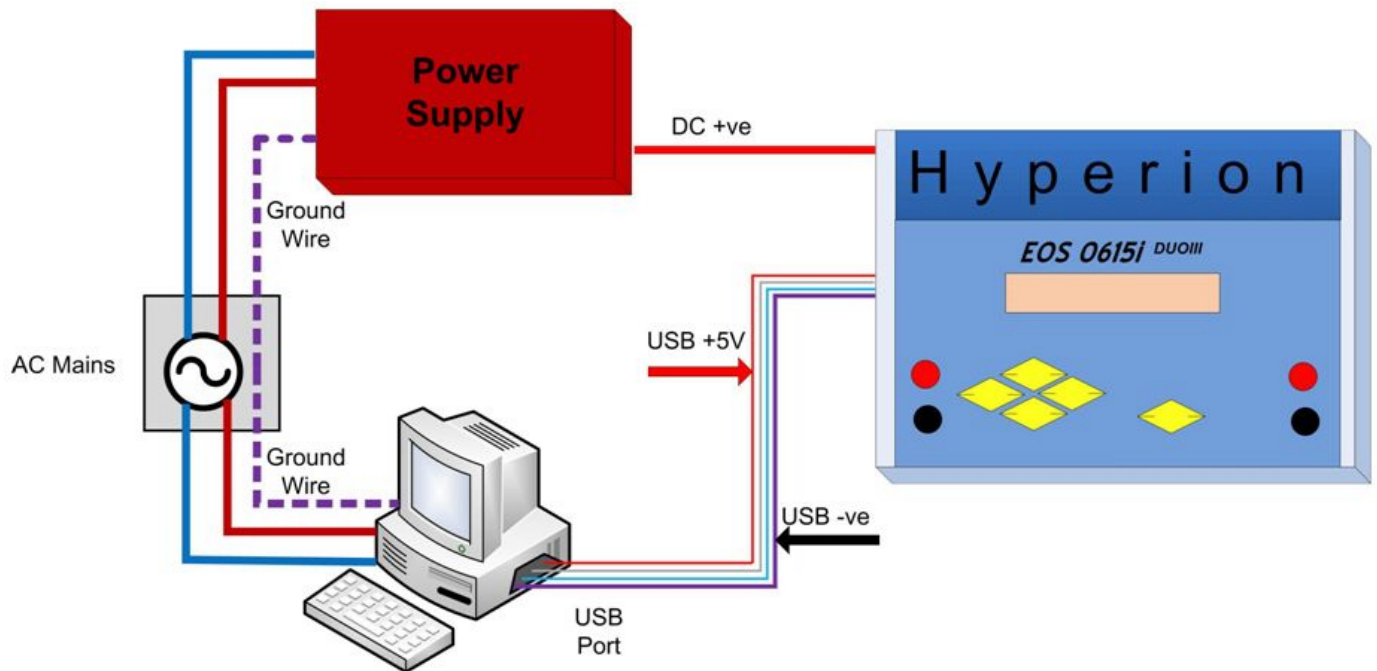 Power
Supply
DC +ve
Hyperion
Ground
Wire
EOS 0615i DUOIII
USB +5V
AC Mains
Ground
Wire
USB -ve
USB
Port